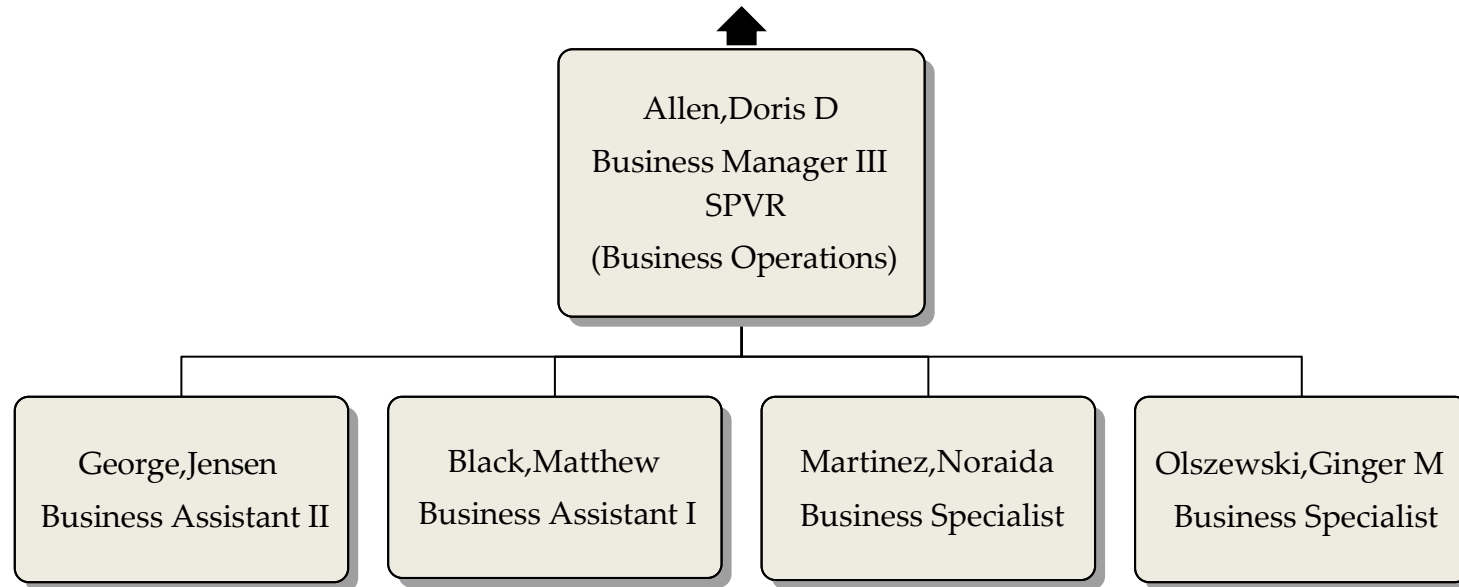 Allen,Doris D
Business Manager III
SPVR
(Business Operations)
George,Jensen
Business Assistant II
Black,Matthew
Business Assistant I
Martinez,Noraida
Business Specialist
Olszewski,Ginger M
Business Specialist